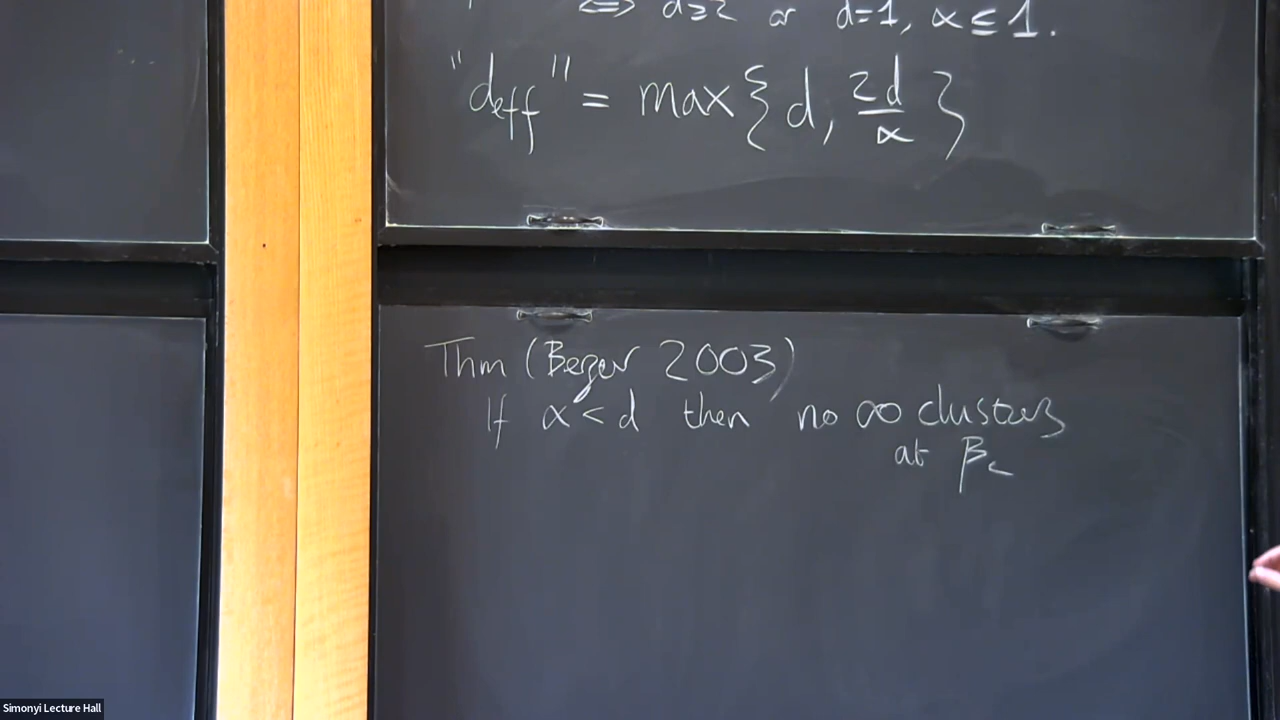 ⇔ d≥2 or d=1, α≤1.
"d_eff" = max{d, 2d/α}
Thm (Berger 2003)
If α<d then no ∞ clusters
at β_c
Simonyi Lecture Hall